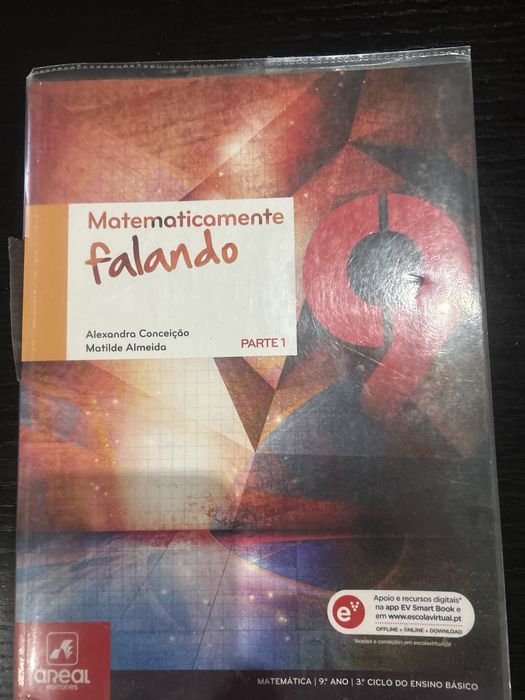 Matematicamente
falando
9
Alexandra Conceição
Matilde Almeida
PARTE 1
e
Apoio e recursos digitais*
na app EV Smart Book e
em www.escolavirtual.pt
OFFLINE + ONLINE + DOWNLOAD
*Acesso e condições em escolavirtual.pt
areal
editores
MATEMÁTICA | 9.º ANO | 3.º CICLO DO ENSINO BÁSICO